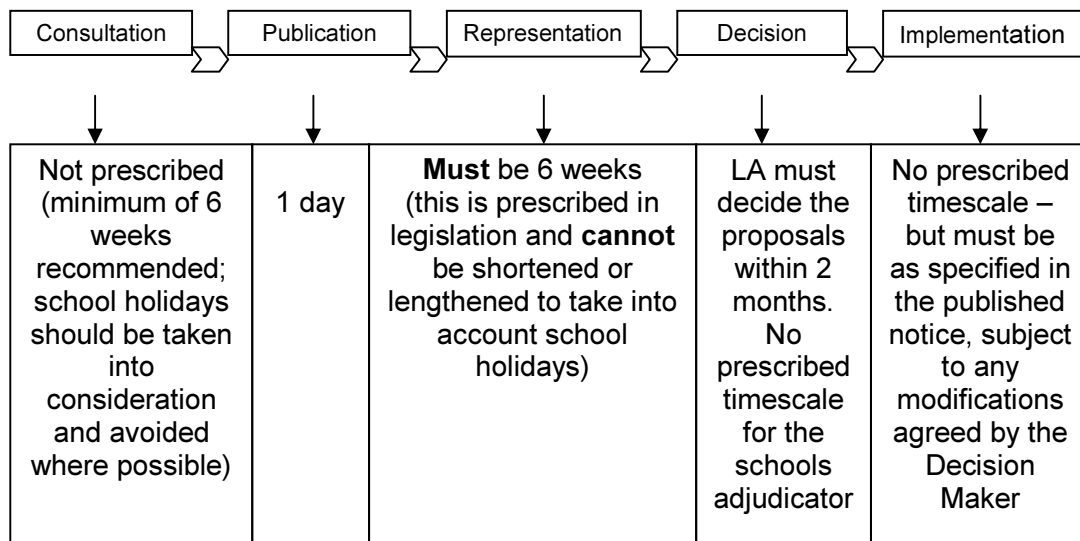 Consultation
Publication
Representation
Decision
Implementation
Not prescribed
(minimum of 6
weeks
recommended;
school holidays
should be taken
into
consideration
and avoided
where possible)
1 day
Must be 6 weeks
(this is prescribed in
legislation and cannot
be shortened or
lengthened to take into
account school
holidays)
LA must
decide the
proposals
within 2
months.
No
prescribed
timescale
for the
schools
adjudicator
No prescribed
timescale –
but must be
as specified in
the published
notice, subject
to any
modifications
agreed by the
Decision
Maker